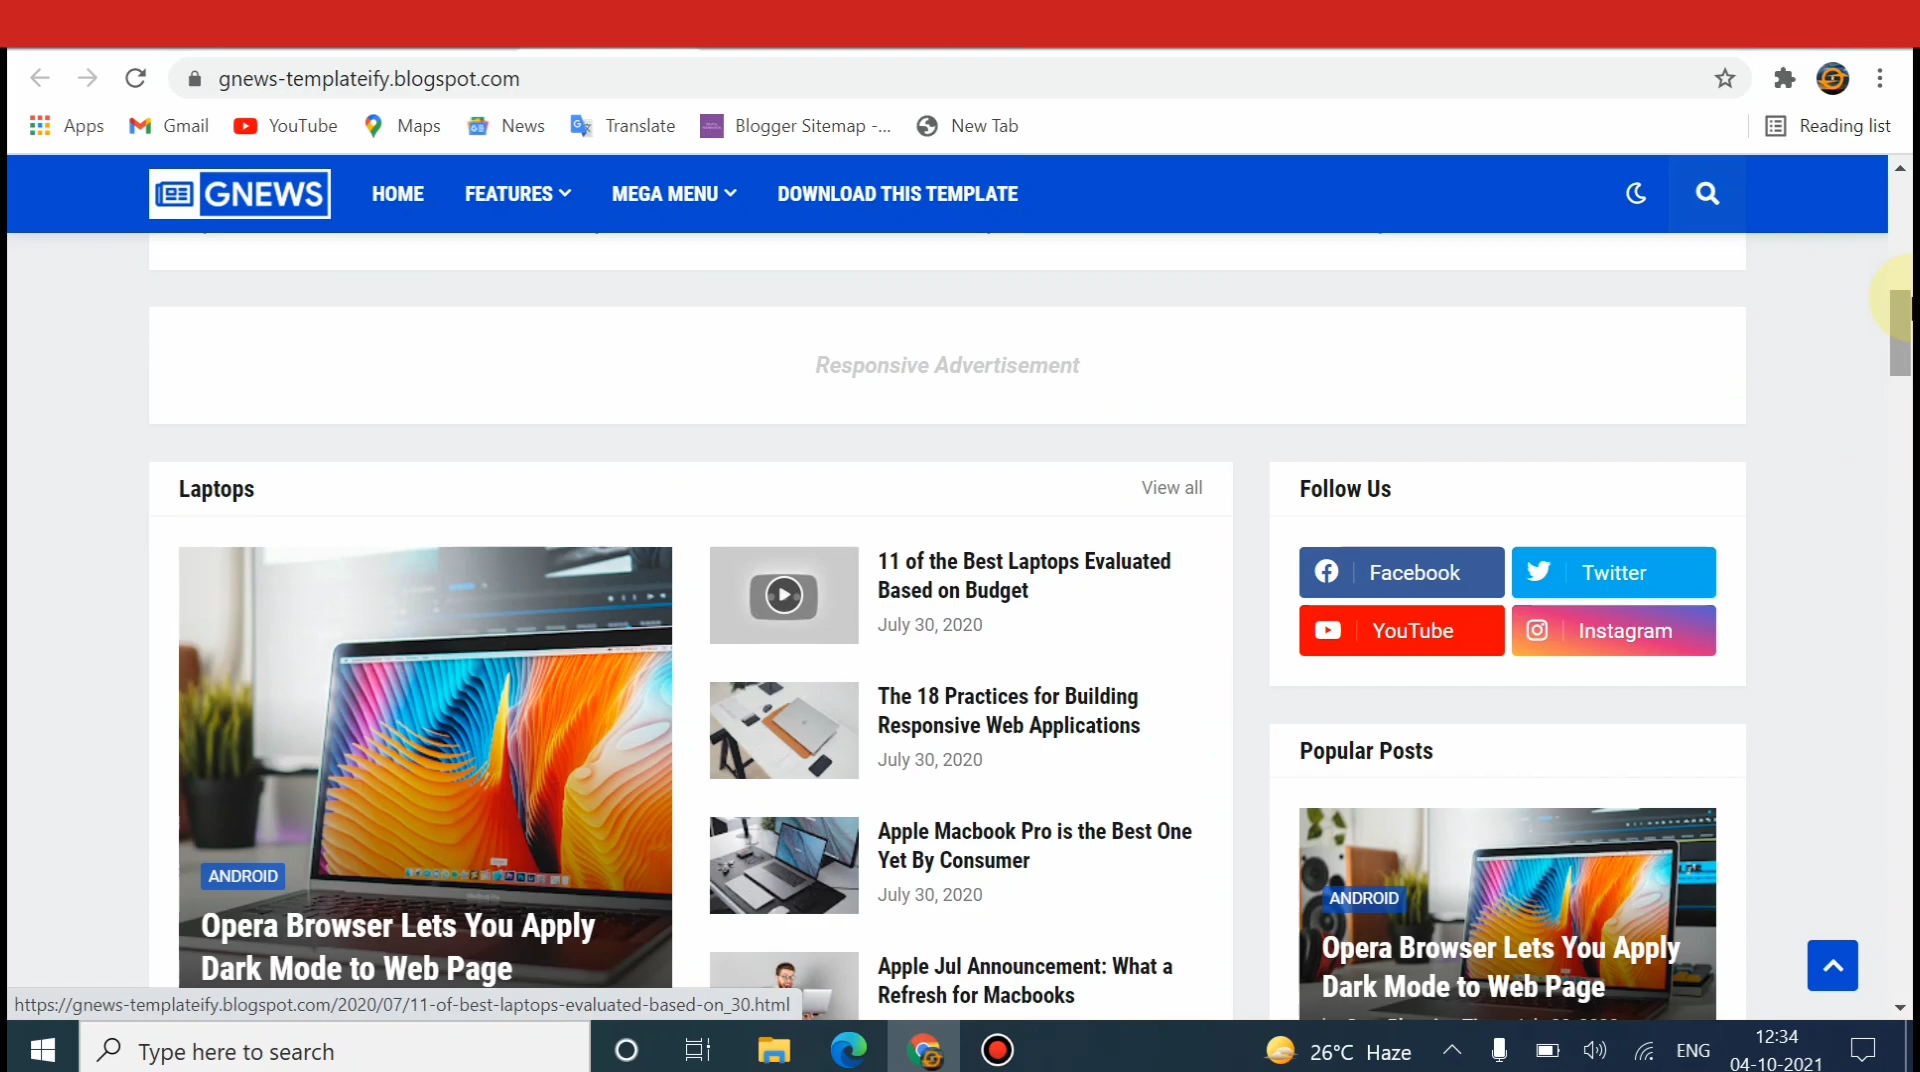 gnews-templateify.blogspot.com
Apps Gmail YouTube Maps News Translate Blogger Sitemap -... New Tab Reading list
GNEWS HOME FEATURES MEGA MENU DOWNLOAD THIS TEMPLATE
Responsive Advertisement
Laptops View all
11 of the Best Laptops Evaluated
Based on Budget
July 30, 2020
The 18 Practices for Building
Responsive Web Applications
July 30, 2020
Apple Macbook Pro is the Best One
Yet By Consumer
July 30, 2020
Apple Jul Announcement: What a
Refresh for Macbooks
ANDROID
Opera Browser Lets You Apply
Dark Mode to Web Page
Follow Us
Facebook Twitter
YouTube Instagram
Popular Posts
ANDROID
Opera Browser Lets You Apply
Dark Mode to Web Page
https://gnews-templateify.blogspot.com/2020/07/11-of-best-laptops-evaluated-based-on_30.html
Type here to search
26°C Haze
ENG
12:34
04-10-2021